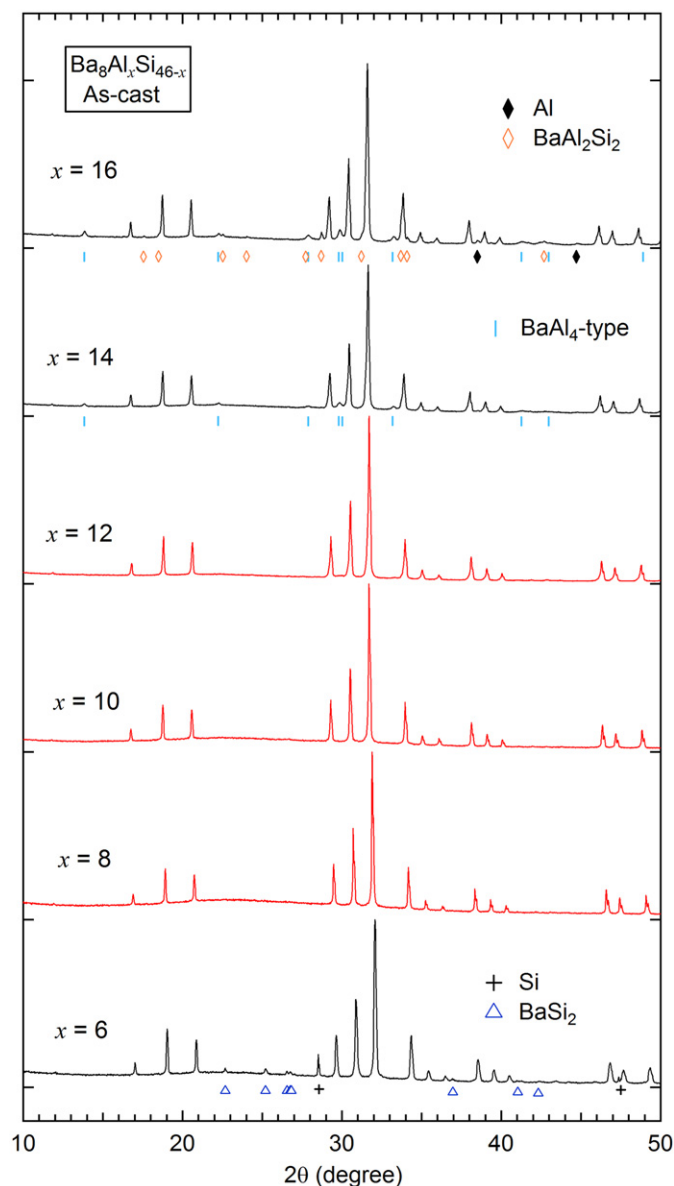 Ba₈AlₓSi₄₆₋ₓ
As-cast
Al
BaAl₂Si₂
x = 16
BaAl₄-type
x = 14
x = 12
x = 10
x = 8
Si
BaSi₂
x = 6
10 20 30 40 50
2θ (degree)